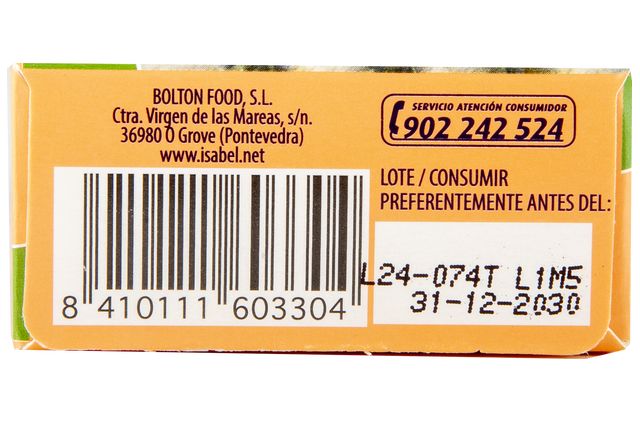 BOLTON FOOD, S.L.
Ctra. Virgen de las Mareas, s/n.
36980 O Grove (Pontevedra)
www.isabel.net
8 410111 603304
SERVICIO ATENCIÓN CONSUMIDOR
902 242 524
LOTE / CONSUMIR
PREFERENTEMENTE ANTES DEL:
L24-074T L1M5
31-12-2030